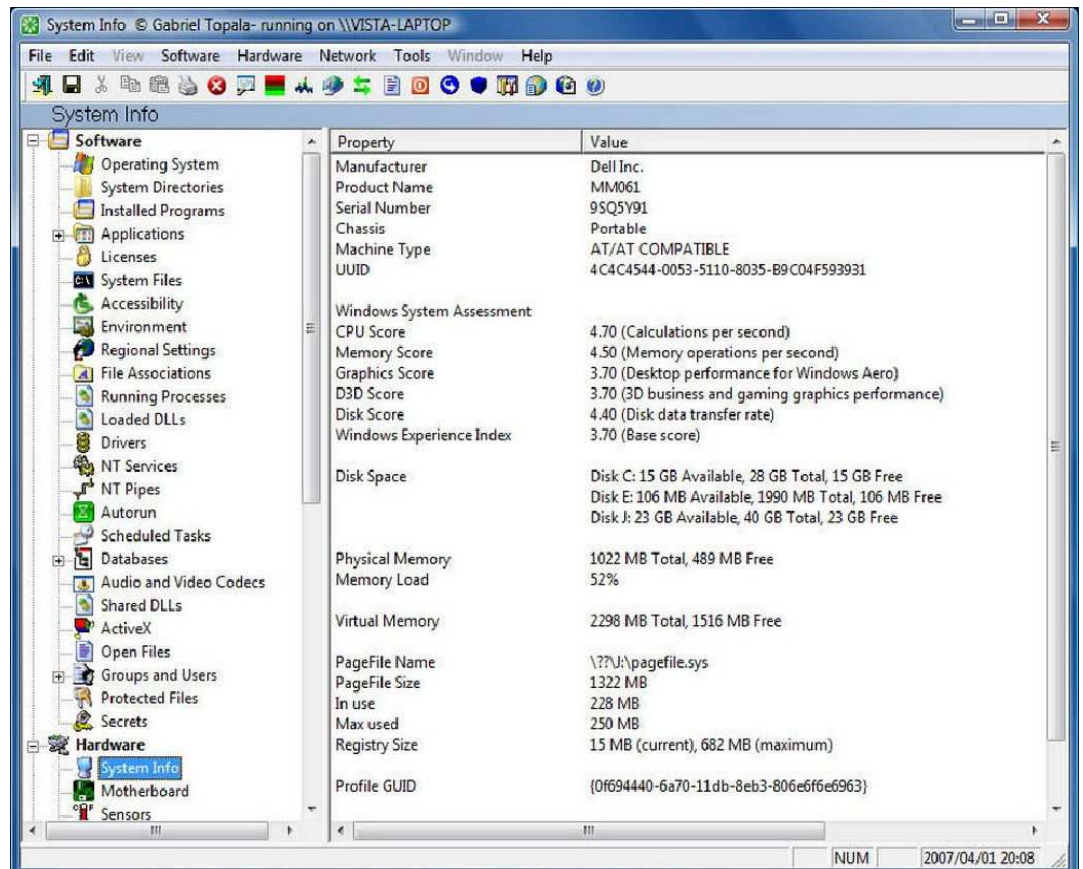 System Info © Gabriel Topala- running on \\VISTA-LAPTOP
File Edit View Software Hardware Network Tools Window Help
System Info
Software
Operating System
System Directories
Installed Programs
Applications
Licenses
System Files
Accessibility
Environment
Regional Settings
File Associations
Running Processes
Loaded DLLs
Drivers
NT Services
NT Pipes
Autorun
Scheduled Tasks
Databases
Audio and Video Codecs
Shared DLLs
ActiveX
Open Files
Groups and Users
Protected Files
Secrets
Hardware
System Info
Motherboard
Sensors
Property Value
Manufacturer Dell Inc.
Product Name MM061
Serial Number 9SQ5Y91
Chassis Portable
Machine Type AT/AT COMPATIBLE
UUID 4C4C4544-0053-5110-8035-B9C04F593931
Windows System Assessment
CPU Score 4.70 (Calculations per second)
Memory Score 4.50 (Memory operations per second)
Graphics Score 3.70 (Desktop performance for Windows Aero)
D3D Score 3.70 (3D business and gaming graphics performance)
Disk Score 4.40 (Disk data transfer rate)
Windows Experience Index 3.70 (Base score)
Disk Space Disk C: 15 GB Available, 28 GB Total, 15 GB Free
Disk E: 106 MB Available, 1990 MB Total, 106 MB Free
Disk J: 23 GB Available, 40 GB Total, 23 GB Free
Physical Memory 1022 MB Total, 489 MB Free
Memory Load 52%
Virtual Memory 2298 MB Total, 1516 MB Free
PageFile Name \??\J:\pagefile.sys
PageFile Size 1322 MB
In use 228 MB
Max used 250 MB
Registry Size 15 MB (current), 682 MB (maximum)
Profile GUID {0f694440-6a70-11db-8eb3-806e6f6e6963}
NUM 2007/04/01 20:08